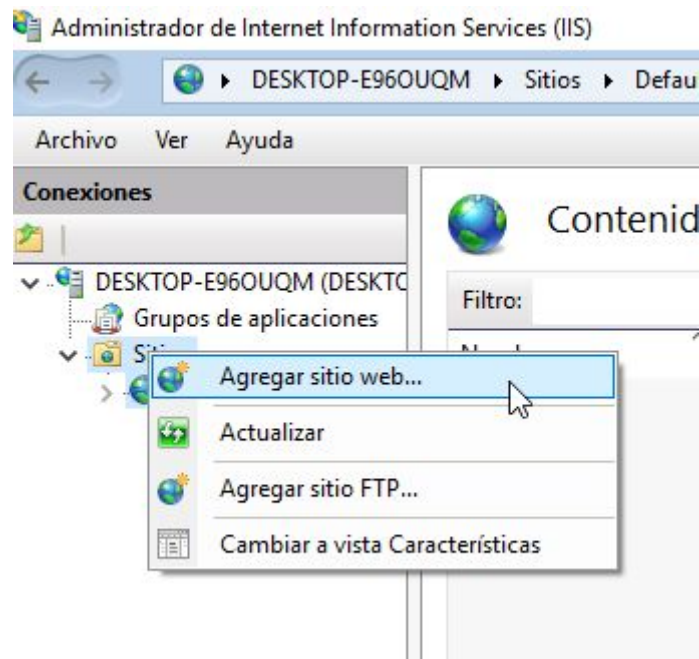 Administrador de Internet Information Services (IIS)
DESKTOP-E96OUQM Sitios Defau
Archivo Ver Ayuda
Conexiones
Contenid
DESKTOP-E96OUQM (DESKTO
Filtro:
Grupos de aplicaciones
Agregar sitio web...
Actualizar
Agregar sitio FTP...
Cambiar a vista Características